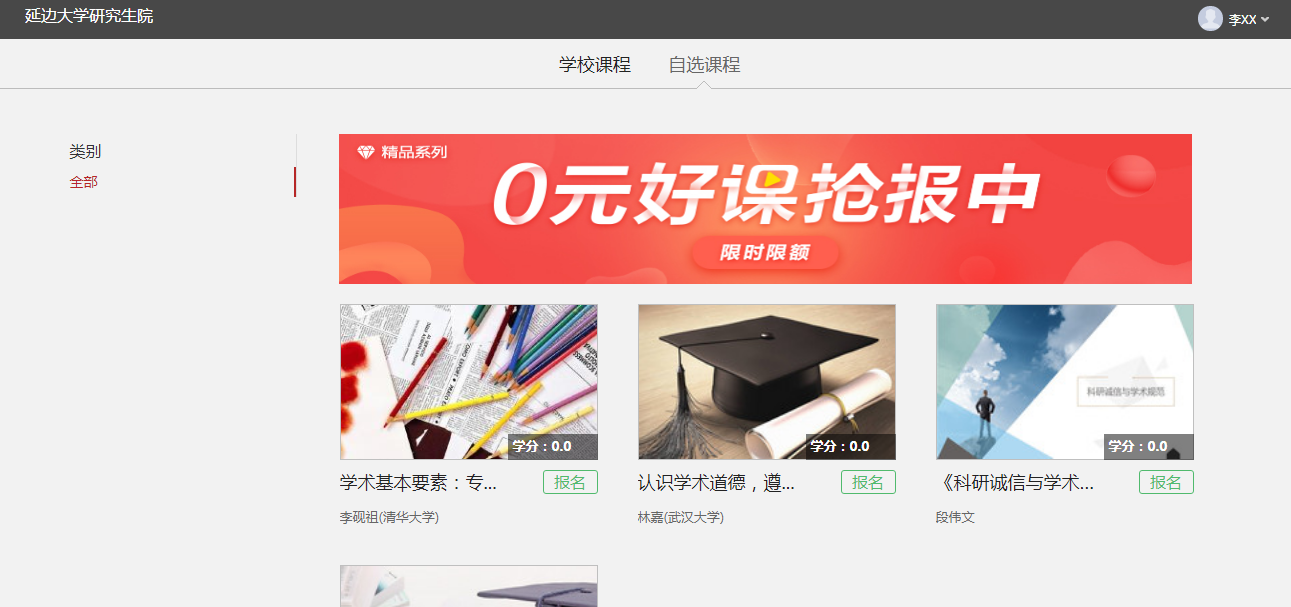 延边大学研究生院
李XX
学校课程
自选课程
类别
全部
精品系列
0元好课抢报中
限时限额
学分：0.0
学分：0.0
科研诚信与学术规范
学分：0.0
学术基本要素：专...
报名
认识学术道德，遵...
报名
《科研诚信与学术...
报名
李砚祖(清华大学)
林嘉(武汉大学)
段伟文